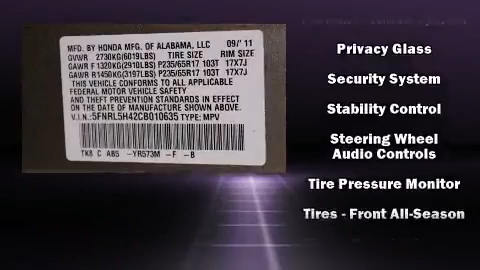 MFD. BY HONDA MFG. OF ALABAMA, LLC 09/' 11
GVWR 2730KG(6019LBS) TIRE SIZE RIM SIZE
GAWR F 1320KG(2910LBS) P235/65R17 103T 17X7J
GAWR R1450KG(3197LBS) P235/65R17 103T 17X7J
THIS VEHICLE CONFORMS TO ALL APPLICABLE
FEDERAL MOTOR VEHICLE SAFETY
AND THEFT PREVENTION STANDARDS IN EFFECT
ON THE DATE OF MANUFACTURE SHOWN ABOVE.
V.I.N.:5FNRL5H42CB010635 TYPE: MPV
TK8 C AB5 -YR573M -F -B
Privacy Glass
Security System
Stability Control
Steering Wheel
Audio Controls
Tire Pressure Monitor
Tires - Front All-Season